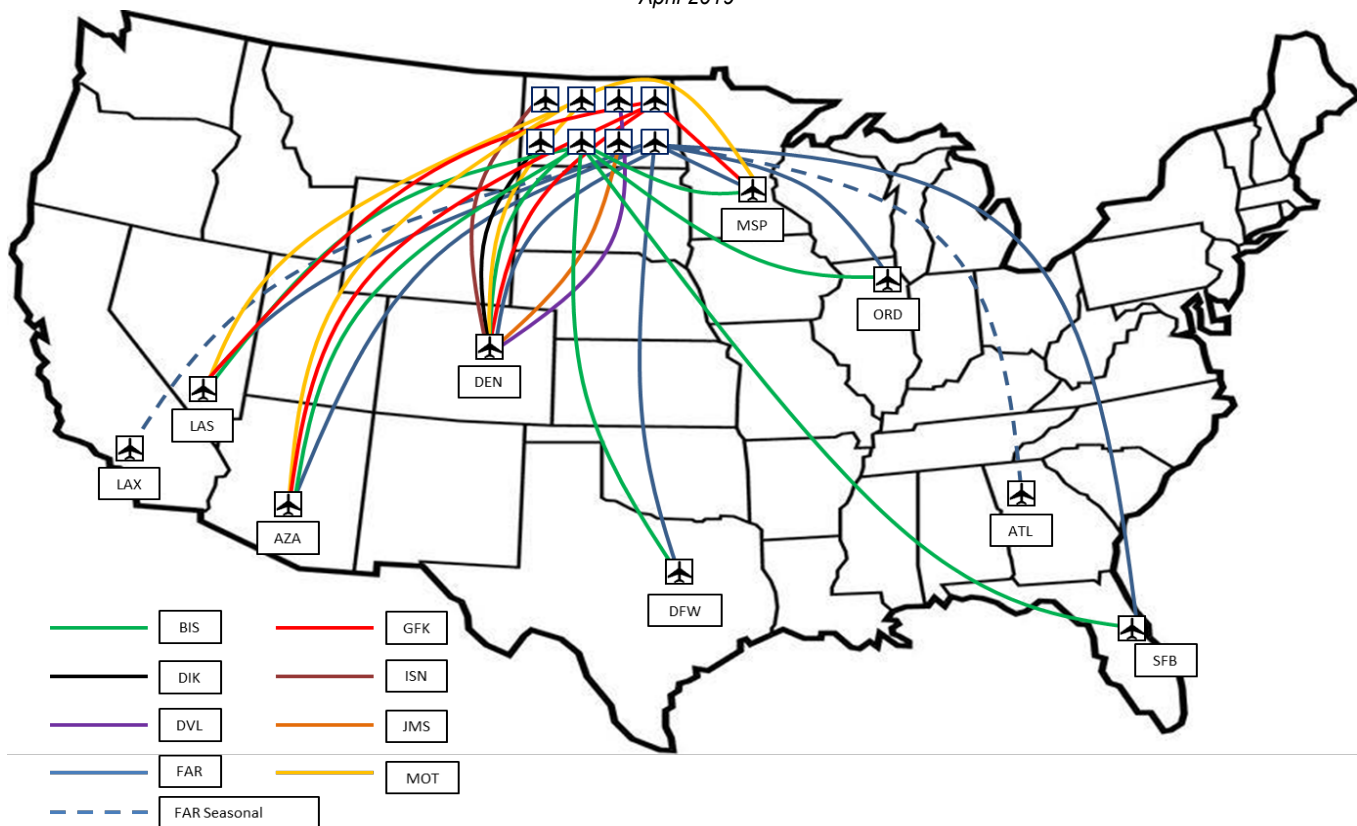 April 2019
MSP
ORD
DEN
LAS
LAX
AZA
ATL
DFW
SFB
BIS
GFK
DIK
ISN
DVL
JMS
FAR
MOT
FAR Seasonal